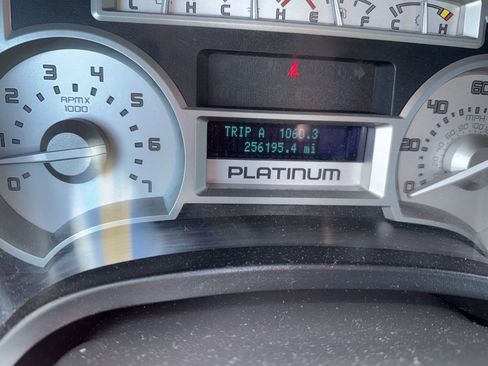 L H C H E F C H
0 1 2 3 4 5 6 7
RPM X
1000
TRIP A 1060.3
256195.4 mi
PLATINUM
0 20 40 60
MPH